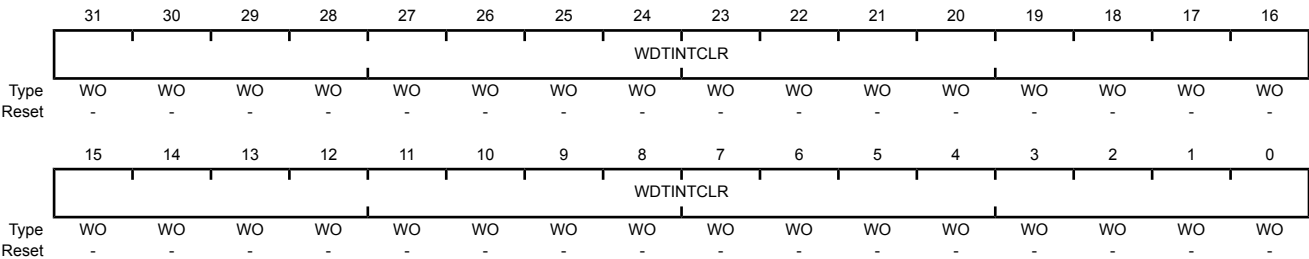 31 30 29 28 27 26 25 24 23 22 21 20 19 18 17 16
WDTINTCLR
Type WO WO WO WO WO WO WO WO WO WO WO WO WO WO WO WO
Reset - - - - - - - - - - - - - - - -
15 14 13 12 11 10 9 8 7 6 5 4 3 2 1 0
WDTINTCLR
Type WO WO WO WO WO WO WO WO WO WO WO WO WO WO WO WO
Reset - - - - - - - - - - - - - - - -